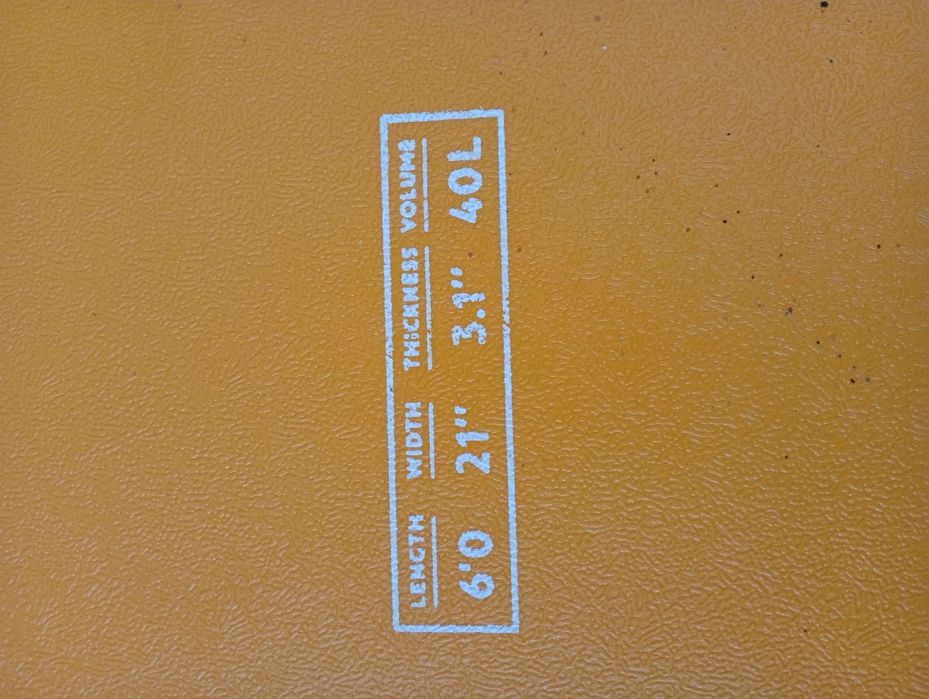 LENGTH WIDTH THICKNESS VOLUME
6'0 21" 3.1" 40L